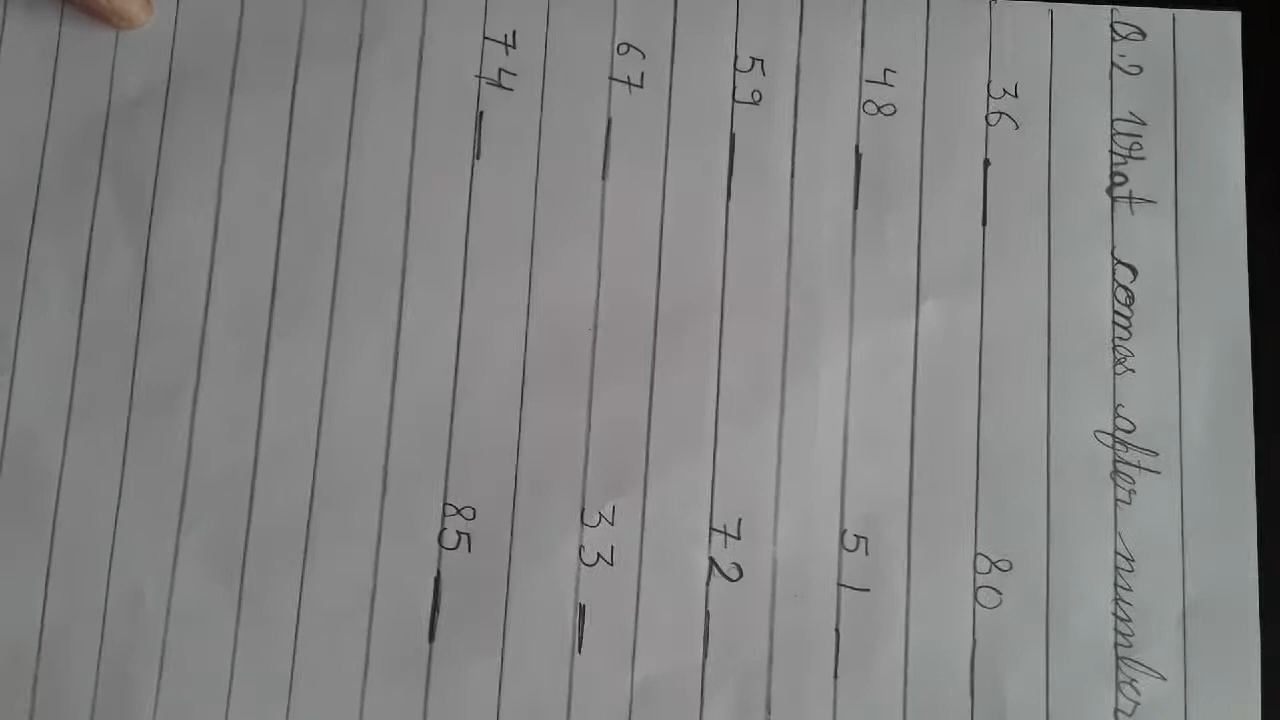 Q.2 What comes after number
36 _ 80 _
48 _ 51 _
59 _ 72 _
67 _ 33 _
74 _ 85 _